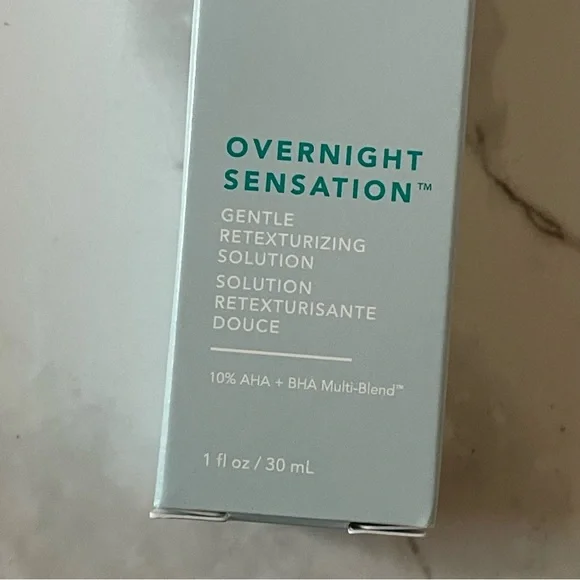 OVERNIGHT
SENSATION™
GENTLE
RETEXTURIZING
SOLUTION
SOLUTION
RETEXTURISANTE
DOUCE
10% AHA + BHA Multi-Blend™
1 fl oz / 30 mL